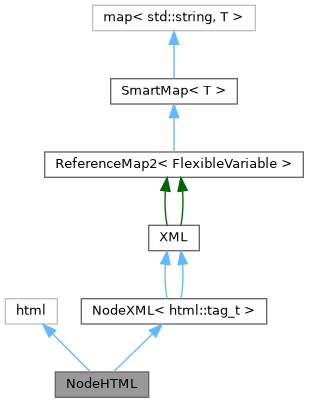 map< std::string, T >
SmartMap< T >
ReferenceMap2< FlexibleVariable >
XML
html
NodeXML< html::tag_t >
NodeHTML